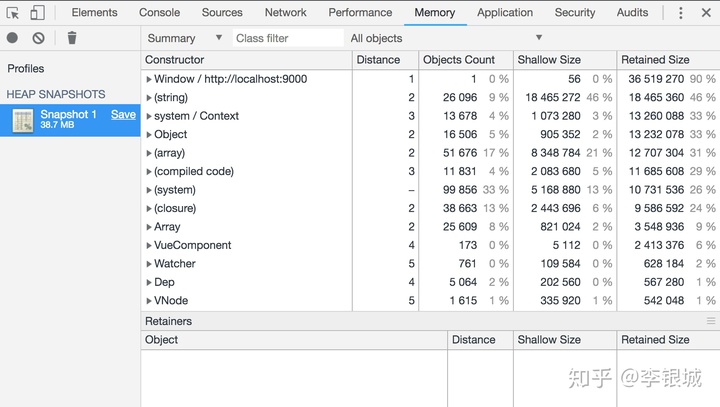 Elements Console Sources Network Performance Memory Application Security Audits
Summary ▼ Class filter All objects ▼
Profiles
HEAP SNAPSHOTS
Snapshot 1 Save
38.7 MB
Constructor Distance Objects Count Shallow Size Retained Size
Window / http://localhost:9000 1 1 0 % 56 0 % 36 519 270 90 %
(string) 2 26 096 9 % 18 465 272 46 % 18 465 360 46 %
system / Context 3 13 678 4 % 1 073 280 3 % 13 260 088 33 %
Object 2 16 506 5 % 905 352 2 % 13 232 078 33 %
(array) 2 51 676 17 % 8 348 784 21 % 12 707 304 31 %
(compiled code) 3 11 831 4 % 2 083 680 5 % 11 685 608 29 %
(system) – 99 856 33 % 5 168 880 13 % 10 731 536 26 %
(closure) 2 38 663 13 % 2 443 696 6 % 9 586 592 24 %
Array 2 25 609 8 % 821 024 2 % 3 548 936 9 %
VueComponent 4 173 0 % 5 112 0 % 2 413 376 6 %
Watcher 5 761 0 % 109 584 0 % 628 184 2 %
Dep 4 5 064 2 % 202 560 0 % 567 280 1 %
VNode 5 1 615 1 % 335 920 1 % 542 048 1 %
Retainers
Object Distance Shallow Size Retained Size
知乎 @李银城